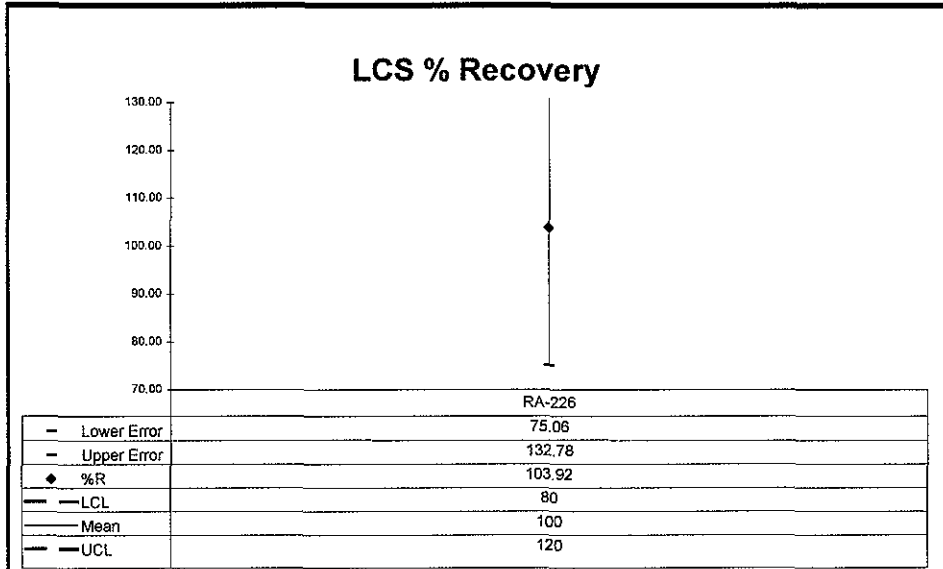 LCS % Recovery
130.00
120.00
110.00
100.00
90.00
80.00
70.00
RA-226
Lower Error 75.06
Upper Error 132.78
%R 103.92
LCL 80
Mean 100
UCL 120